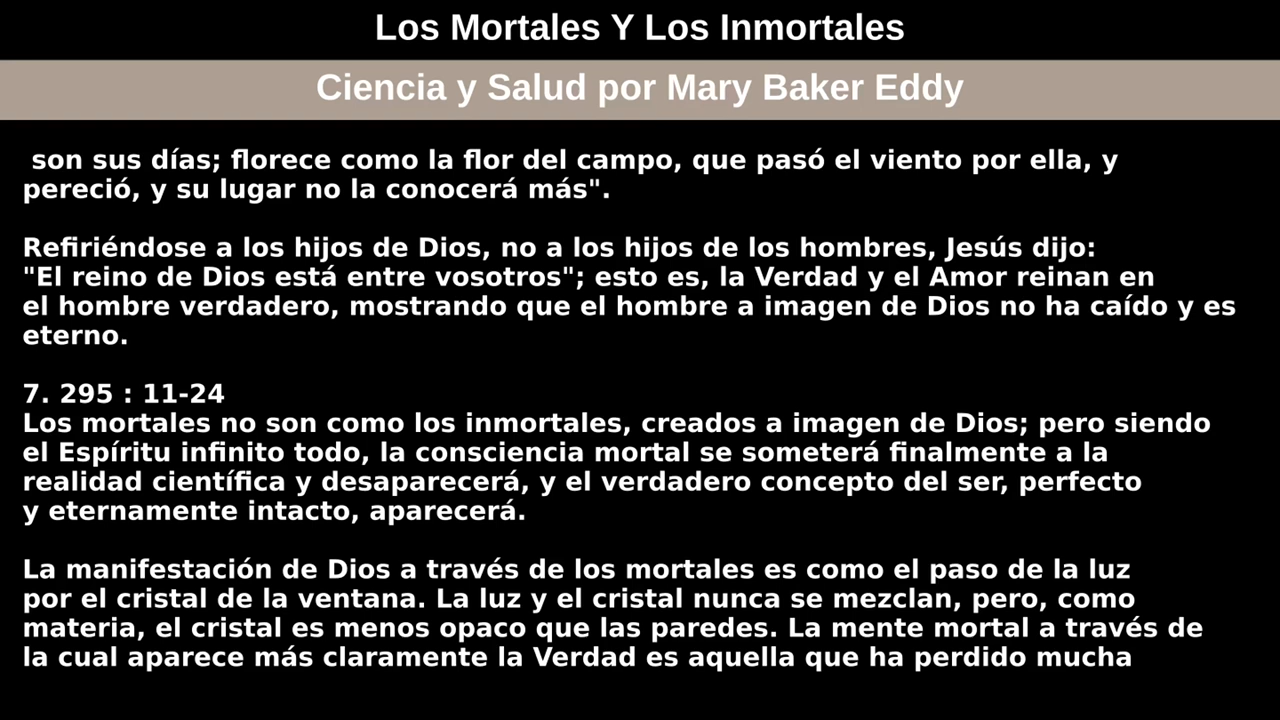 Los Mortales Y Los Inmortales
Ciencia y Salud por Mary Baker Eddy
son sus días; florece como la flor del campo, que pasó el viento por ella, y
pereció, y su lugar no la conocerá más".
Refiriéndose a los hijos de Dios, no a los hijos de los hombres, Jesús dijo:
"El reino de Dios está entre vosotros"; esto es, la Verdad y el Amor reinan en
el hombre verdadero, mostrando que el hombre a imagen de Dios no ha caído y es
eterno.
7. 295 : 11-24
Los mortales no son como los inmortales, creados a imagen de Dios; pero siendo
el Espíritu infinito todo, la consciencia mortal se someterá finalmente a la
realidad científica y desaparecerá, y el verdadero concepto del ser, perfecto
y eternamente intacto, aparecerá.
La manifestación de Dios a través de los mortales es como el paso de la luz
por el cristal de la ventana. La luz y el cristal nunca se mezclan, pero, como
materia, el cristal es menos opaco que las paredes. La mente mortal a través de
la cual aparece más claramente la Verdad es aquella que ha perdido mucha